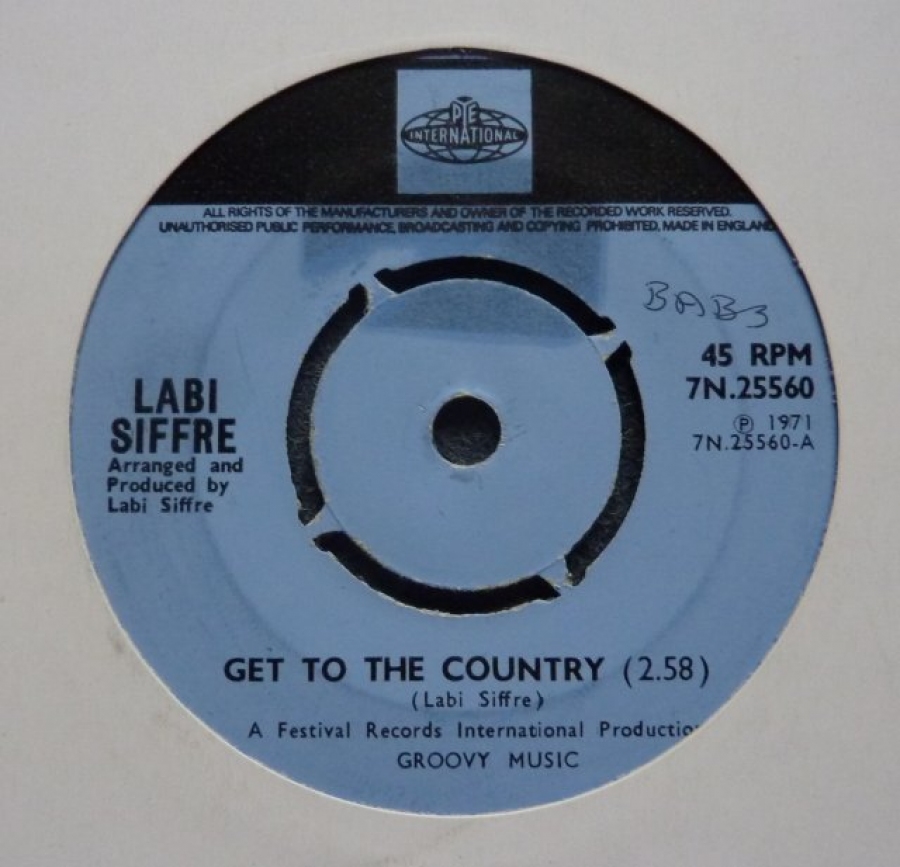 PYE
INTERNATIONAL
ALL RIGHTS OF THE MANUFACTURERS AND OWNER OF THE RECORDED WORK RESERVED.
UNAUTHORISED PUBLIC PERFORMANCE, BROADCASTING AND COPYING PROHIBITED, MADE IN ENGLAND
BABS
45 RPM
7N.25560
Ⓟ 1971
7N.25560-A
LABI
SIFFRE
Arranged and
Produced by
Labi Siffre
GET TO THE COUNTRY (2.58)
(Labi Siffre)
A Festival Records International Production
GROOVY MUSIC